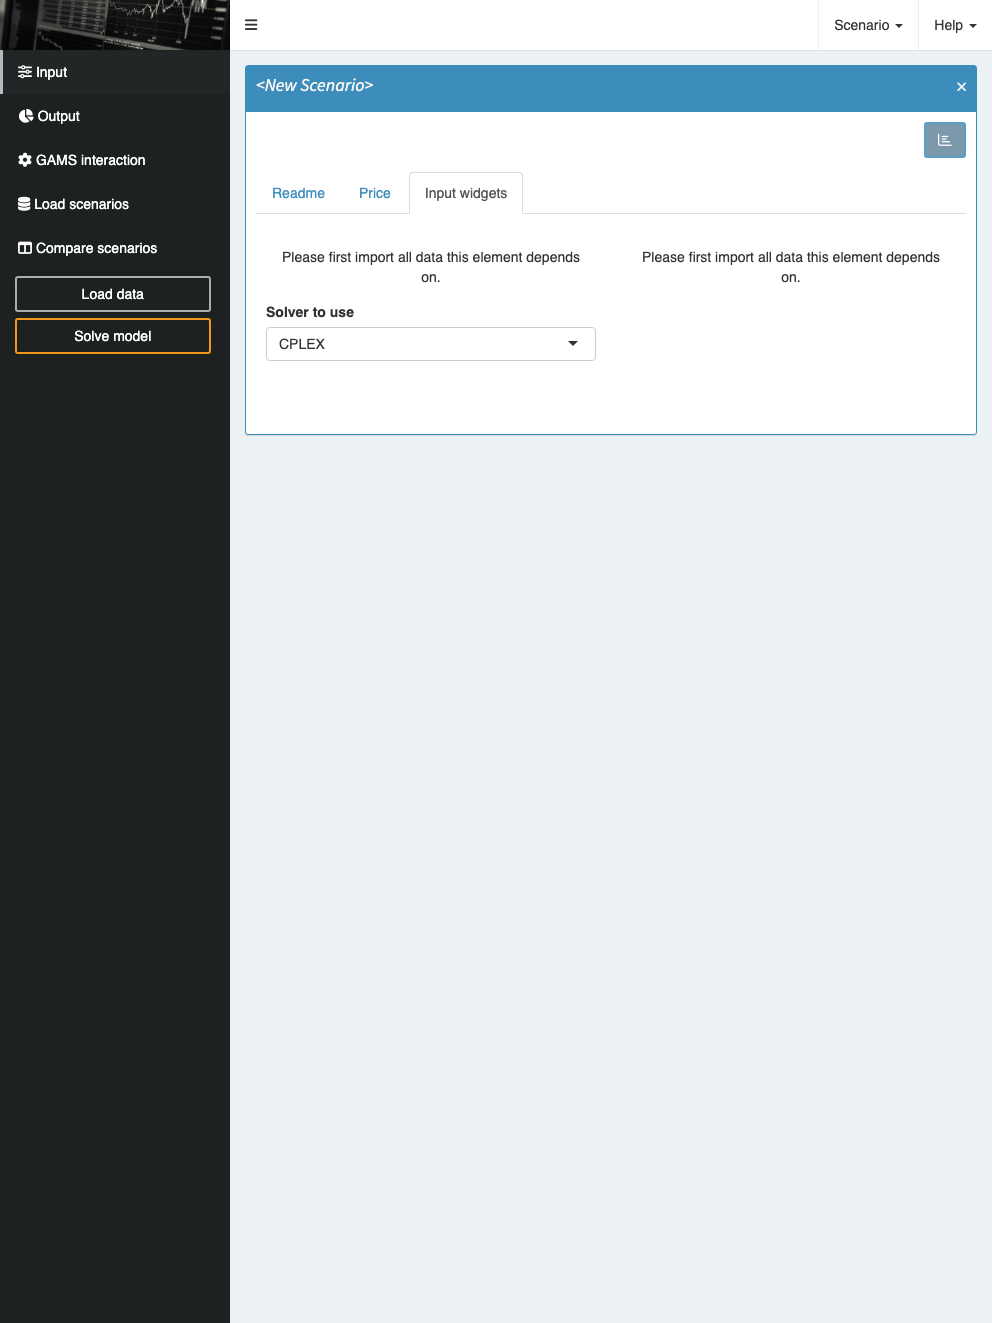 Scenario
Help
Input
Output
GAMS interaction
Load scenarios
Compare scenarios
Load data
Solve model
<New Scenario>
Readme
Price
Input widgets
Please first import all data this element depends
on.
Please first import all data this element depends
on.
Solver to use
CPLEX